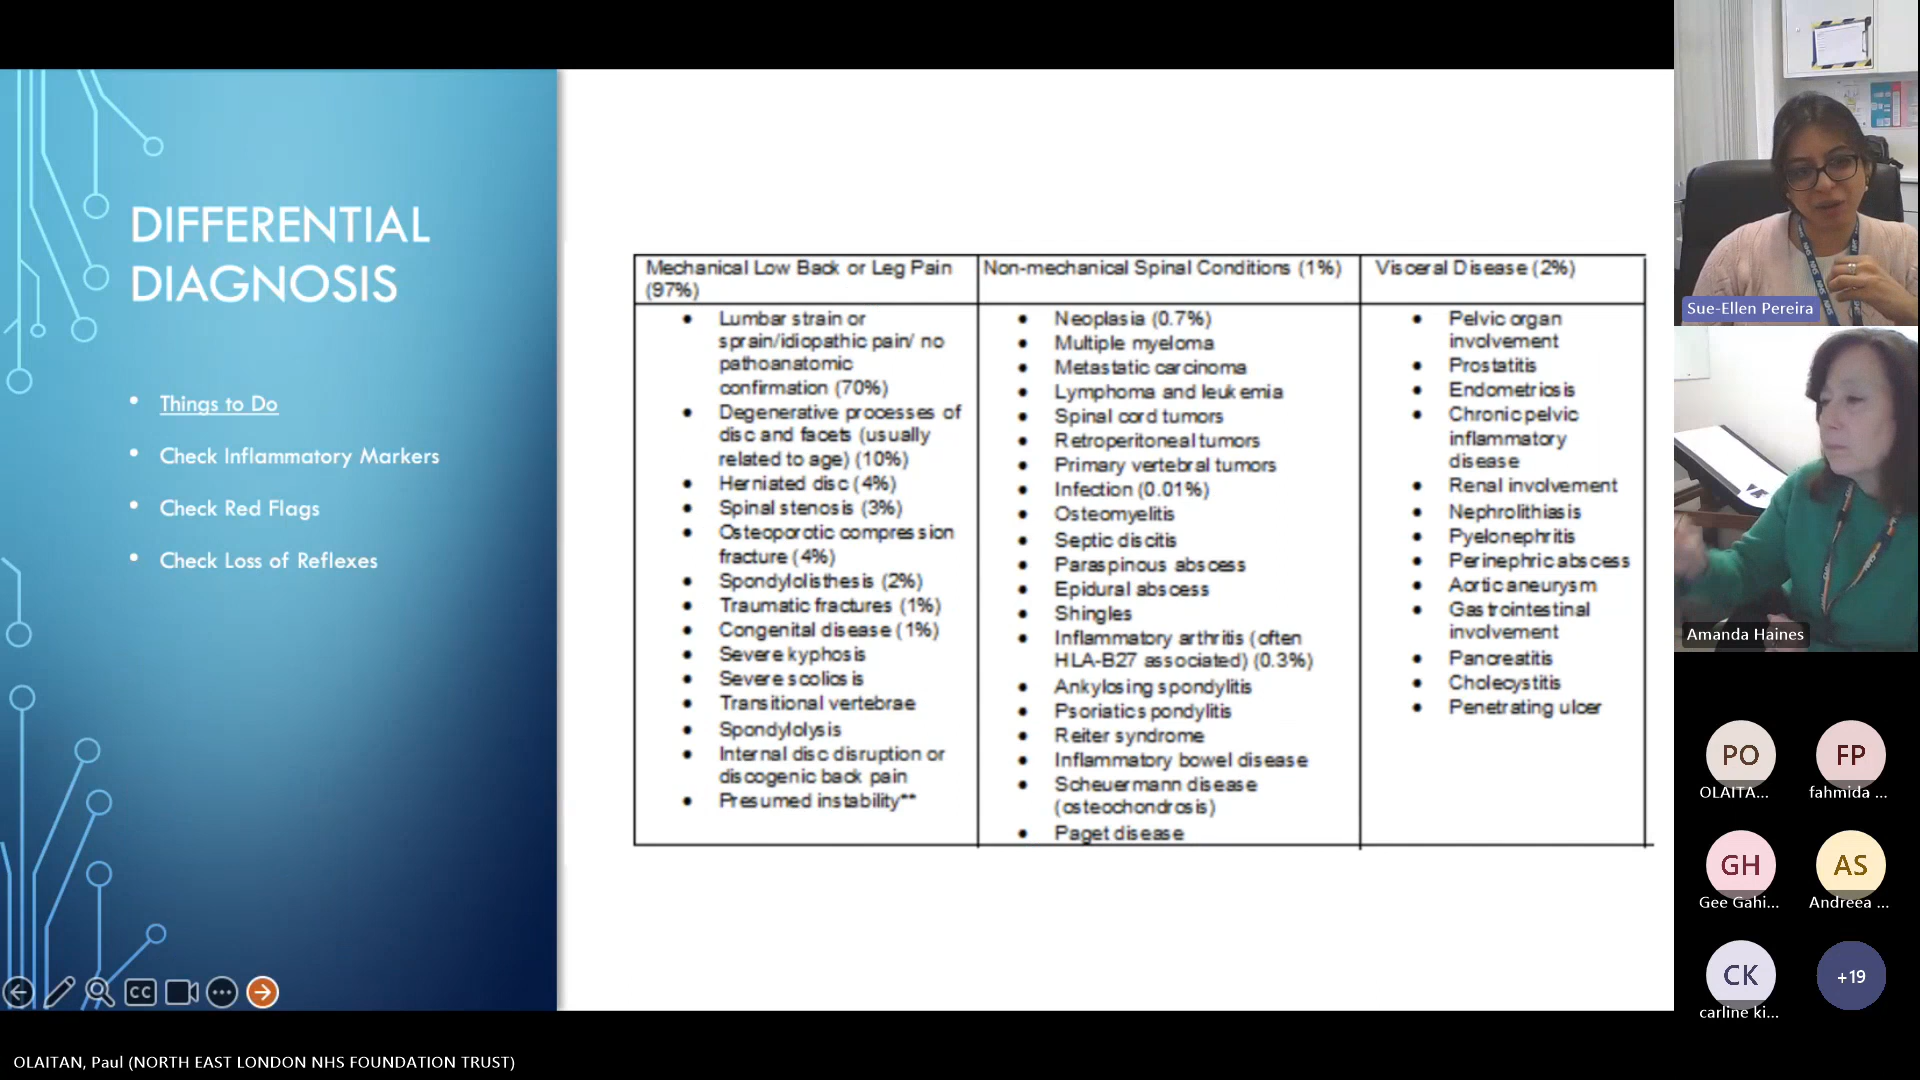 DIFFERENTIAL
DIAGNOSIS
Things to Do
Check Inflammatory Markers
Check Red Flags
Check Loss of Reflexes
Mechanical Low Back or Leg Pain
(97%)
Lumbar strain or
sprain/idiopathic pain/ no
pathoanatomic
confirmation (70%)
Degenerative processes of
disc and facets (usually
related to age) (10%)
Herniated disc (4%)
Spinal stenosis (3%)
Osteoporotic compression
fracture (4%)
Spondylolisthesis (2%)
Traumatic fractures (1%)
Congenital disease (1%)
Severe kyphosis
Severe scoliosis
Transitional vertebrae
Spondylolysis
Internal disc disruption or
discogenic back pain
Presumed instability**
Non-mechanical Spinal Conditions (1%)
Neoplasia (0.7%)
Multiple myeloma
Metastatic carcinoma
Lymphoma and leukemia
Spinal cord tumors
Retroperitoneal tumors
Primary vertebral tumors
Infection (0.01%)
Osteomyelitis
Septic discitis
Paraspinous abscess
Epidural abscess
Shingles
Inflammatory arthritis (often
HLA-B27 associated) (0.3%)
Ankylosing spondylitis
Psoriatic spondylitis
Reiter syndrome
Inflammatory bowel disease
Scheuermann disease
(osteochondrosis)
Paget disease
Visceral Disease (2%)
Pelvic organ
involvement
Prostatitis
Endometriosis
Chronic pelvic
inflammatory
disease
Renal involvement
Nephrolithiasis
Pyelonephritis
Perinephric abscess
Aortic aneurysm
Gastrointestinal
involvement
Pancreatitis
Cholecystitis
Penetrating ulcer
CC
Sue-Ellen Pereira
Amanda Haines
PO
OLAITA...
FP
fahmida ...
GH
Gee Gahi...
AS
Andreea ...
CK
carline ki...
+19
OLAITAN, Paul (NORTH EAST LONDON NHS FOUNDATION TRUST)